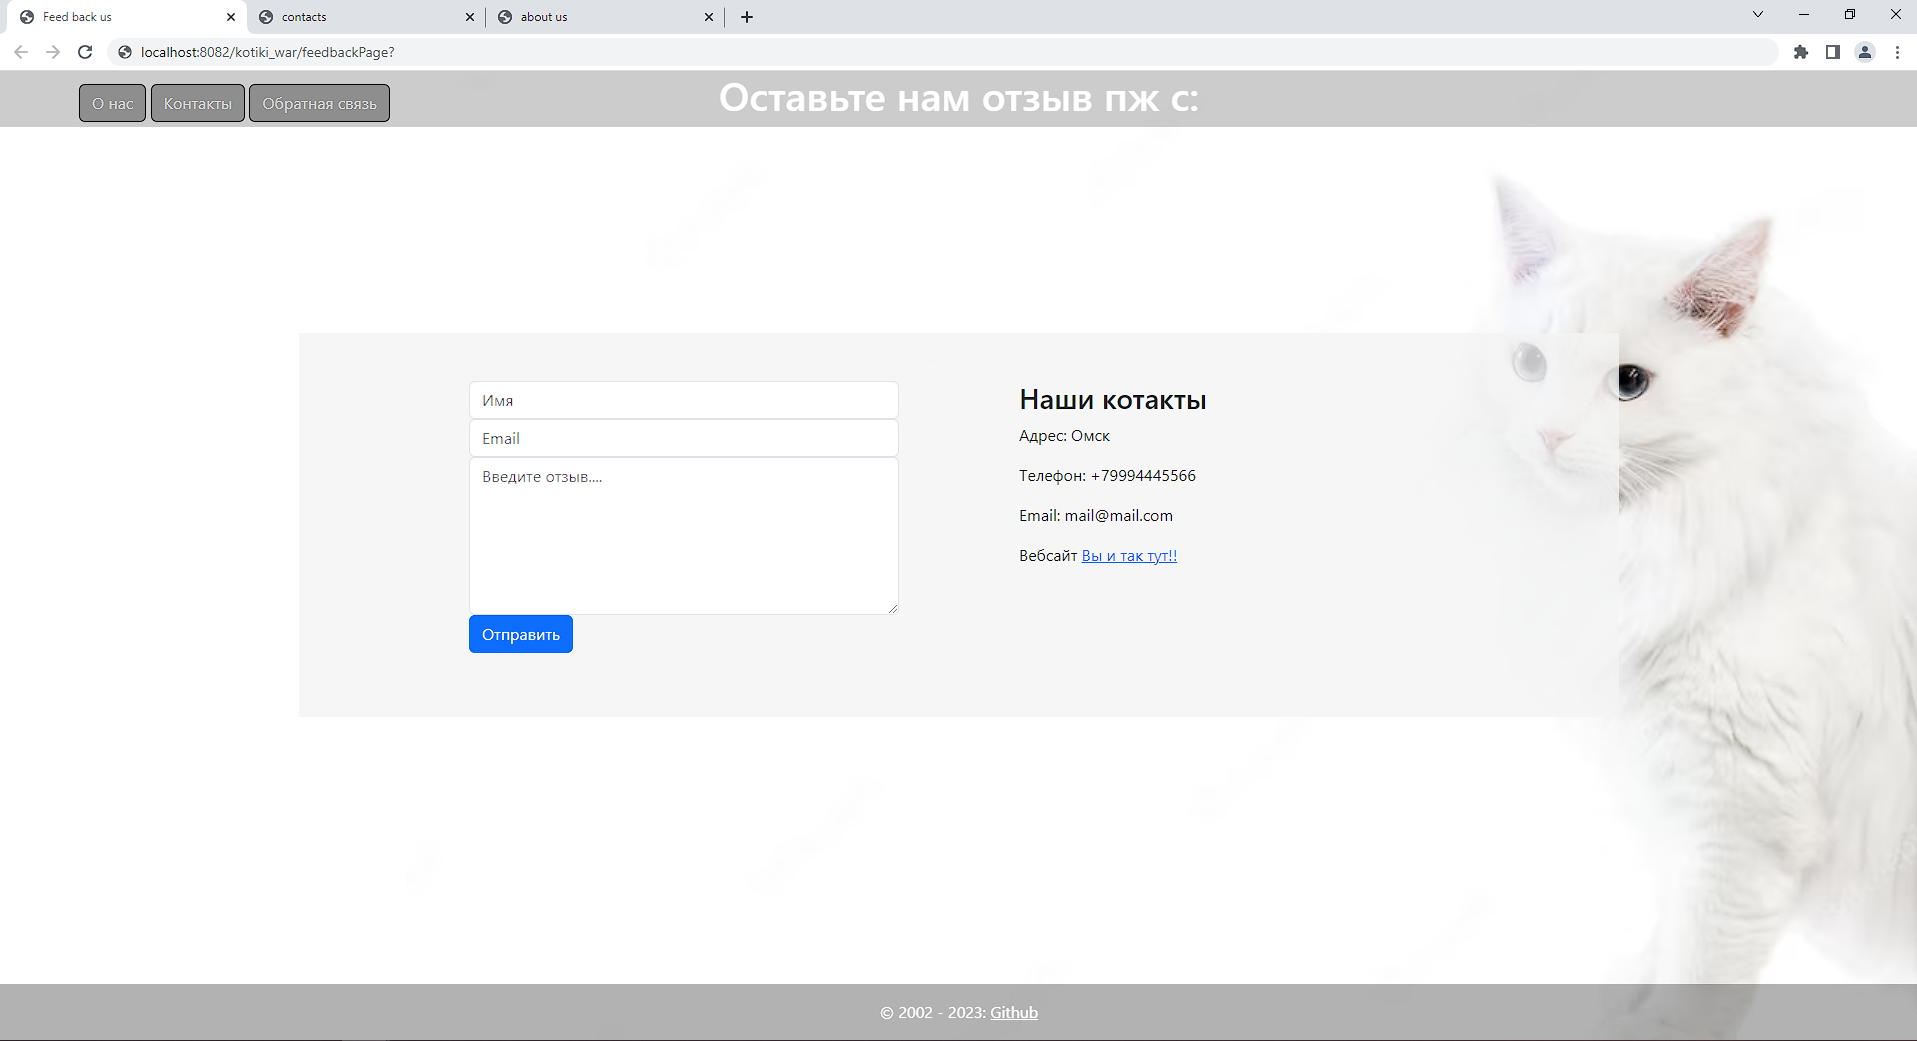 Feed back us
contacts
about us
localhost:8082/kotiki_war/feedbackPage?
О нас
Контакты
Обратная связь
Оставьте нам отзыв пж с:
Имя
Email
Введите отзыв....
Отправить
Наши котакты
Адрес: Омск
Телефон: +79994445566
Email: mail@mail.com
Вебсайт Вы и так тут!!
© 2002 - 2023: Github